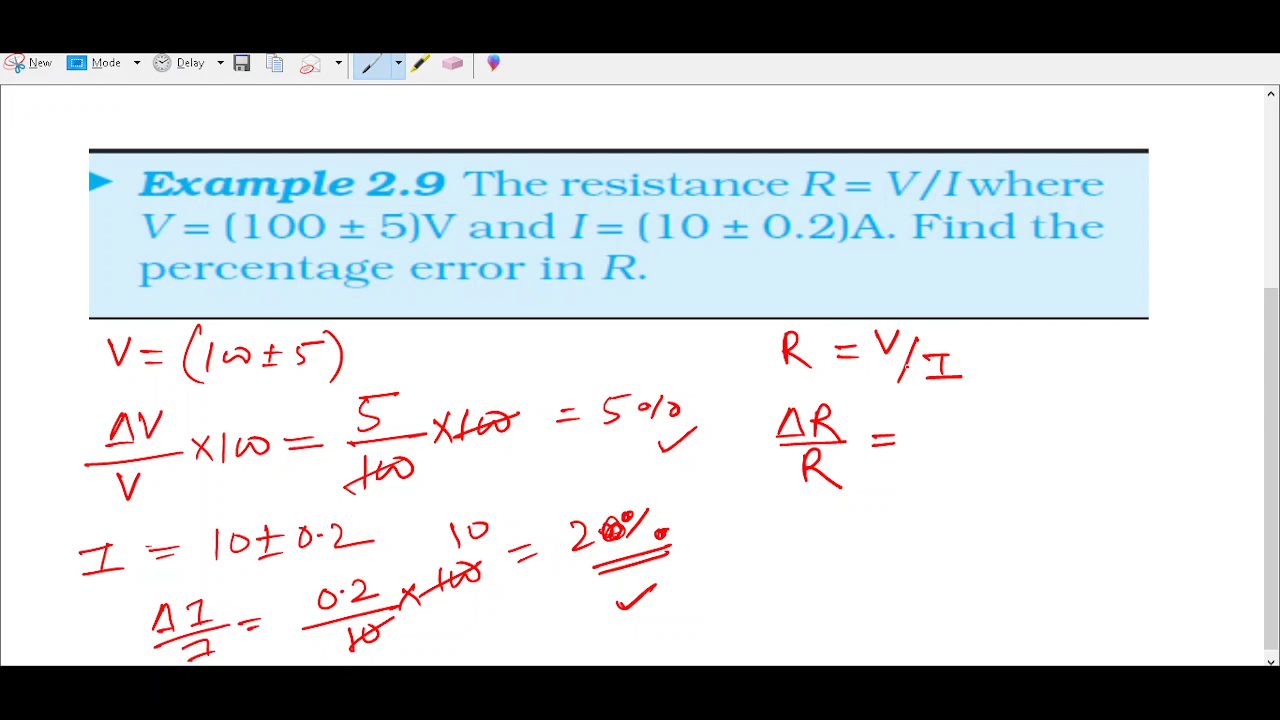 New Mode Delay
Example 2.9 The resistance R = V/I where
V = (100 ± 5)V and I = (10 ± 0.2)A. Find the
percentage error in R.
V = (100 ± 5)
ΔV/V × 100 = 5/100 × 100 = 5%
I = 10 ± 0.2
ΔI/I = 0.2/10 × 100 10 = 2%
R = V/I
ΔR/R =